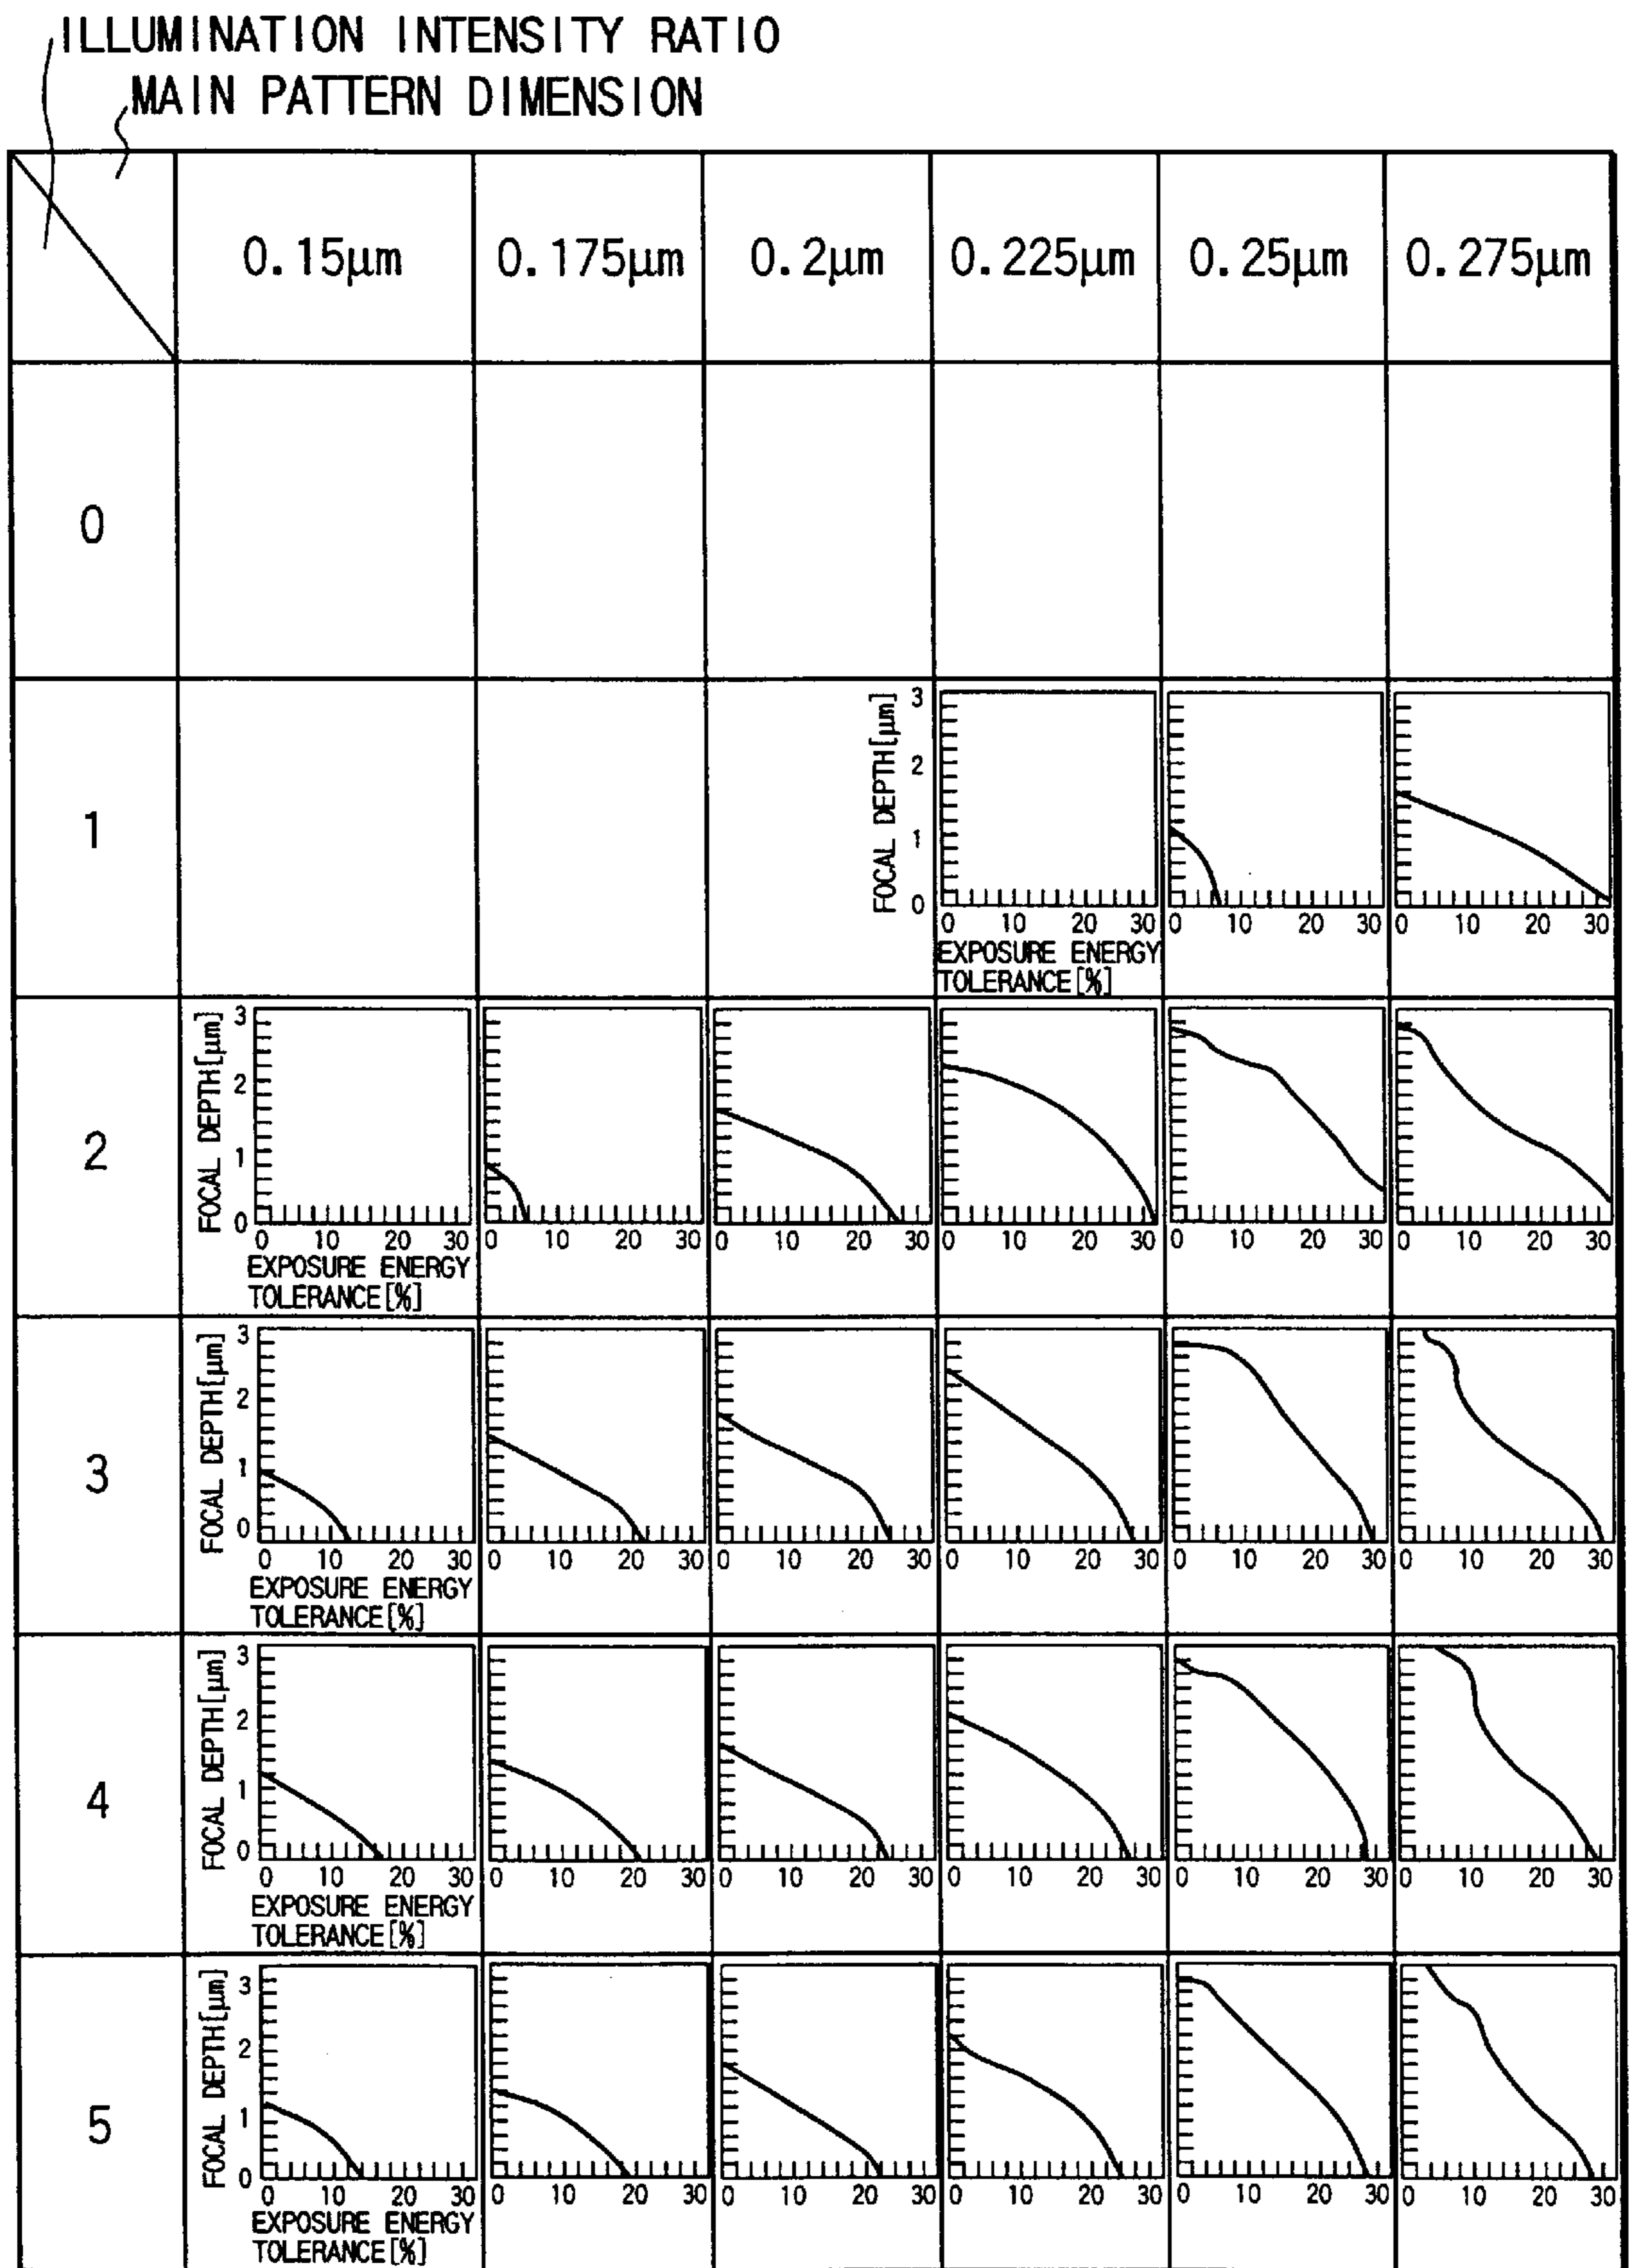 ILLUMINATION INTENSITY RATIO
MAIN PATTERN DIMENSION
0.15μm 0.175μm 0.2μm 0.225μm 0.25μm 0.275μm
0
1
FOCAL DEPTH[μm]
3
2
1
0
0 10 20 30 0 10 20 30 0 10 20 30
EXPOSURE ENERGY
TOLERANCE[%]
2
FOCAL DEPTH[μm]
3
2
1
0
0 10 20 30 0 10 20 30 0 10 20 30 0 10 20 30 0 10 20 30 0 10 20 30
EXPOSURE ENERGY
TOLERANCE[%]
3
FOCAL DEPTH[μm]
3
2
1
0
0 10 20 30 0 10 20 30 0 10 20 30 0 10 20 30 0 10 20 30 0 10 20 30
EXPOSURE ENERGY
TOLERANCE[%]
4
FOCAL DEPTH[μm]
3
2
1
0
0 10 20 30 0 10 20 30 0 10 20 30 0 10 20 30 0 10 20 30 0 10 20 30
EXPOSURE ENERGY
TOLERANCE[%]
5
FOCAL DEPTH[μm]
3
2
1
0
0 10 20 30 0 10 20 30 0 10 20 30 0 10 20 30 0 10 20 30 0 10 20 30
EXPOSURE ENERGY
TOLERANCE[%]